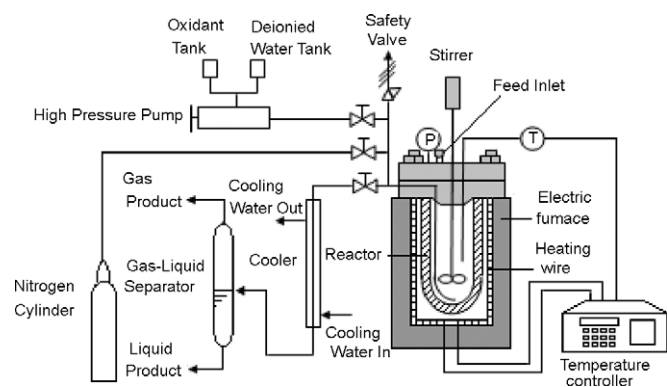 Oxidant
Tank
Deionied
Water Tank
Safety
Valve
Stirrer
Feed Inlet
High Pressure Pump
P
T
Gas
Product
Cooling
Water Out
Electric
fumace
Reactor
Heating
wire
Gas-Liquid
Separator
Cooler
Nitrogen
Cylinder
Cooling
Water In
Liquid
Product
Temperature
controller